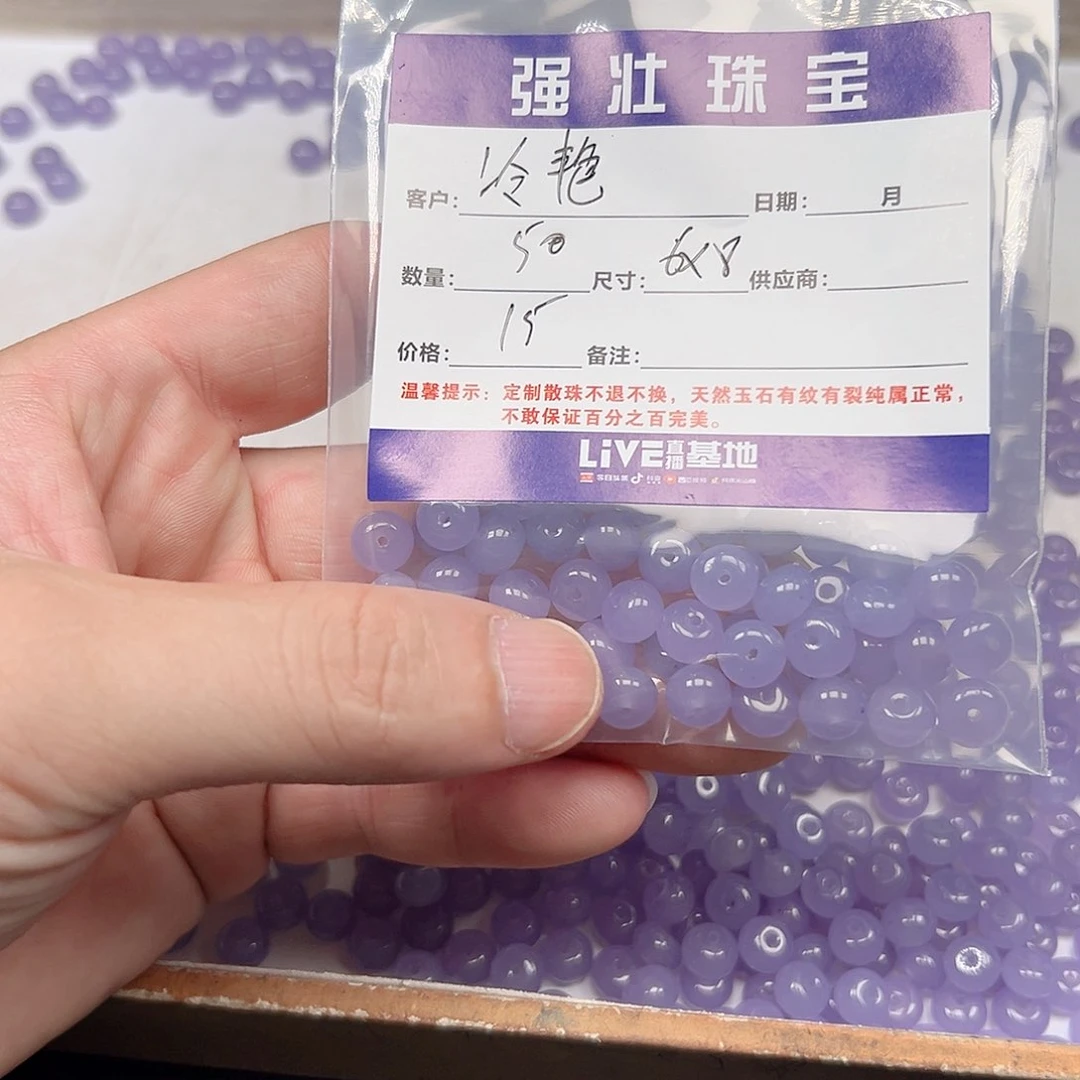 强壮珠宝
客户: 冷艳 日期: 月
数量: 50 尺寸: 6x8 供应商:
价格: 15 备注:
温馨提示: 定制散珠不退不换, 天然玉石有纹有裂纯属正常,
不敢保证百分之百完美。
LiVE直播基地